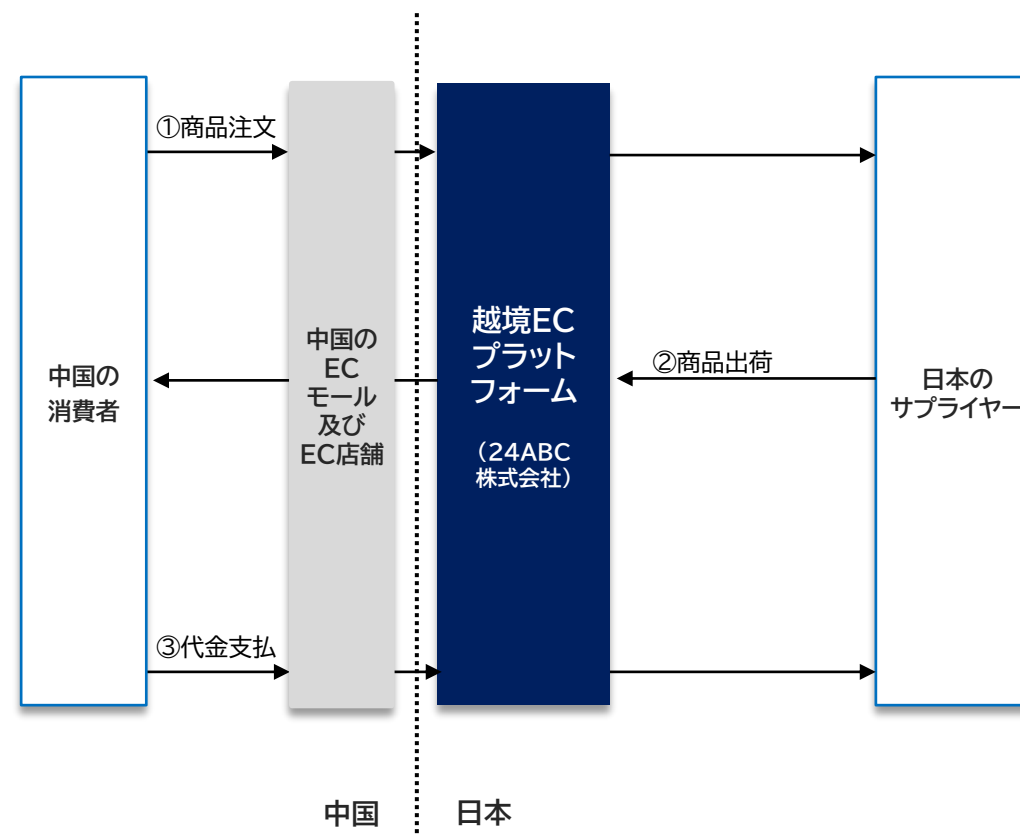 ①商品注文
中国の
消費者
中国の
EC
モール
及び
EC店舗
越境EC
プラット
フォーム
（24ABC
株式会社）
②商品出荷
日本の
サプライヤー
③代金支払
中国
日本